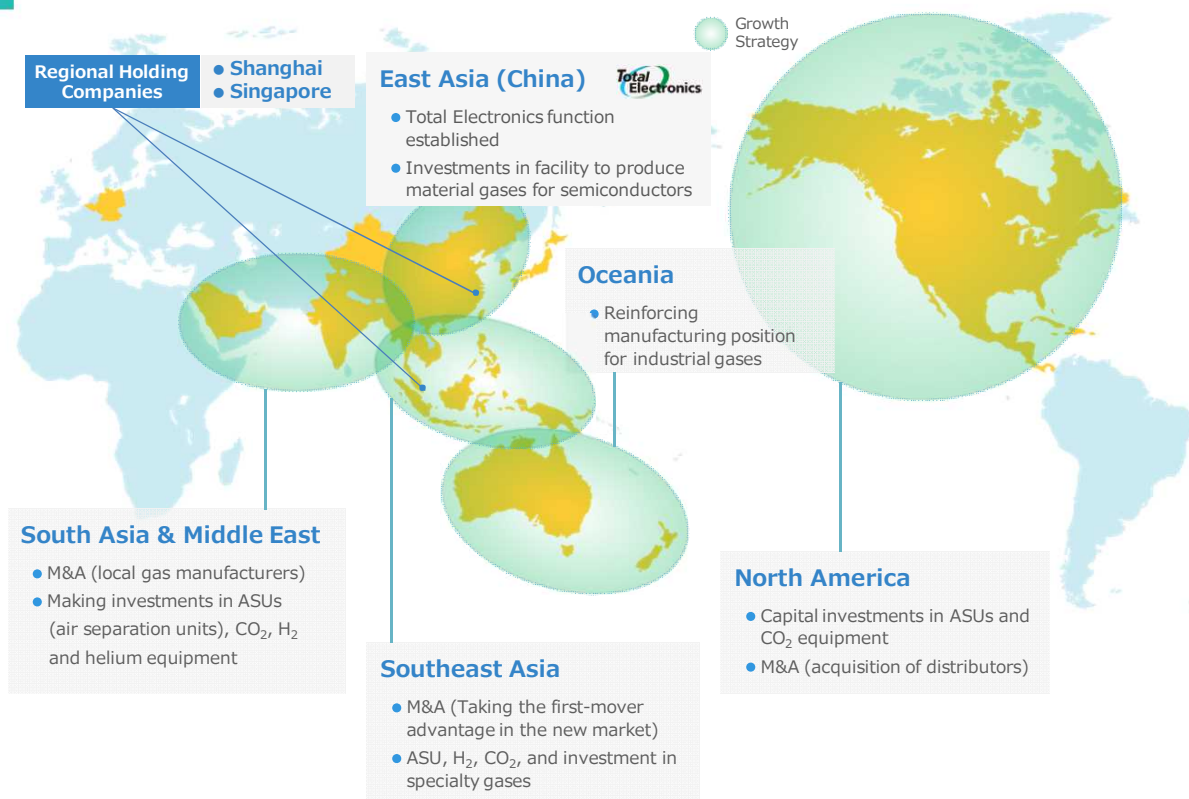 Growth
Strategy
Regional Holding
Companies
● Shanghai
● Singapore
East Asia (China)
Total
Electronics
● Total Electronics function
established
● Investments in facility to produce
material gases for semiconductors
Oceania
● Reinforcing
manufacturing position
for industrial gases
South Asia & Middle East
● M&A (local gas manufacturers)
● Making investments in ASUs
(air separation units), CO₂, H₂
and helium equipment
Southeast Asia
● M&A (Taking the first-mover
advantage in the new market)
● ASU, H₂, CO₂, and investment in
specialty gases
North America
● Capital investments in ASUs and
CO₂ equipment
● M&A (acquisition of distributors)